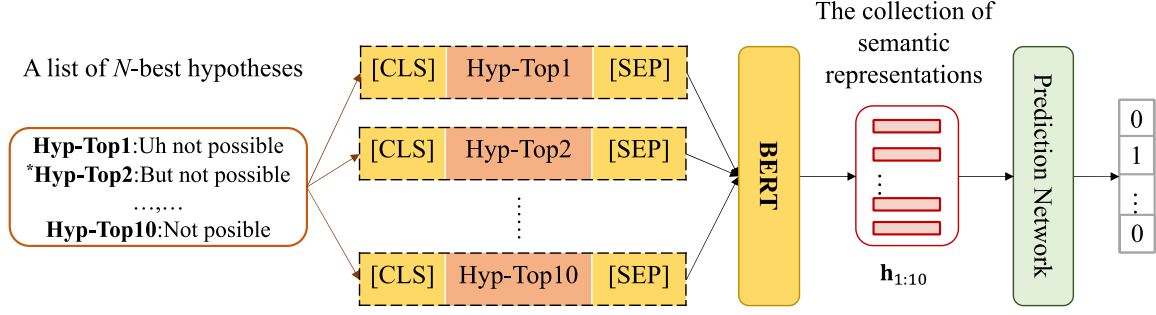 A list of N-best hypotheses
Hyp-Top1:Uh not possible
*Hyp-Top2:But not possible
...,...
Hyp-Top10:Not posible
[CLS] Hyp-Top1 [SEP]
[CLS] Hyp-Top2 [SEP]
......
[CLS] Hyp-Top10 [SEP]
BERT
The collection of
semantic
representations
...
h1:10
Prediction Network
0
1
...
0